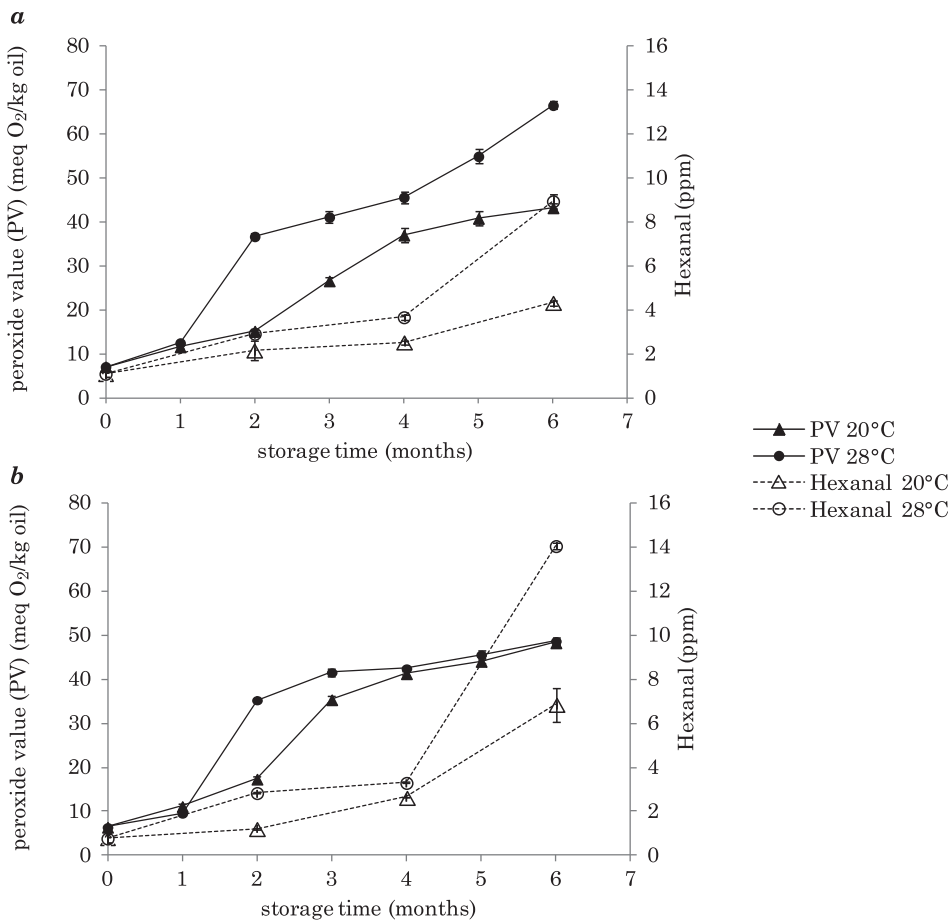 a
peroxide value (PV) (meq O₂/kg oil)
80
70
60
50
40
30
20
10
0
16
14
12
10
8
6
4
2
0
Hexanal (ppm)
0 1 2 3 4 5 6 7
storage time (months)
PV 20°C
PV 28°C
Hexanal 20°C
Hexanal 28°C
b
peroxide value (PV) (meq O₂/kg oil)
80
70
60
50
40
30
20
10
0
16
14
12
10
8
6
4
2
0
Hexanal (ppm)
0 1 2 3 4 5 6 7
storage time (months)